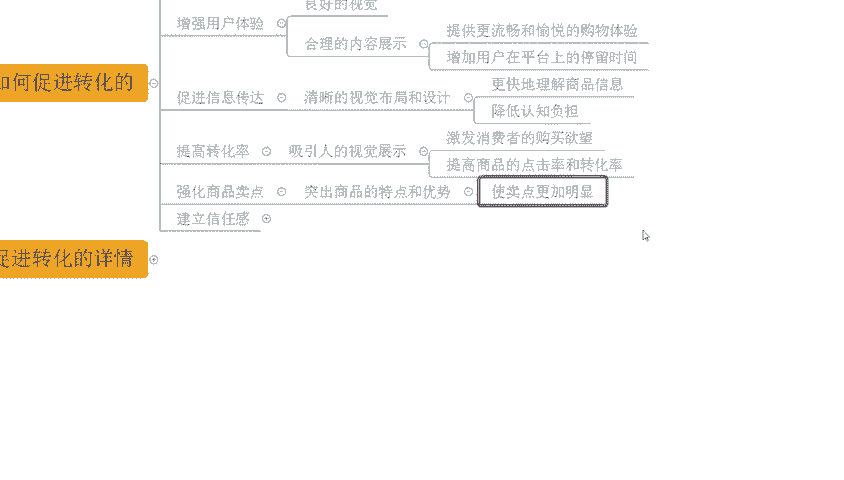 良好的视觉
增强用户体验
合理的内容展示
提供更流畅和愉悦的购物体验
增加用户在平台上的停留时间
如何促进转化的
促进信息传达
清晰的视觉布局和设计
更快地理解商品信息
降低认知负担
提高转化率
吸引人的视觉展示
激发消费者的购买欲望
提高商品的点击率和转化率
强化商品卖点
突出商品的特点和优势
使卖点更加明显
建立信任感
促进转化的详情